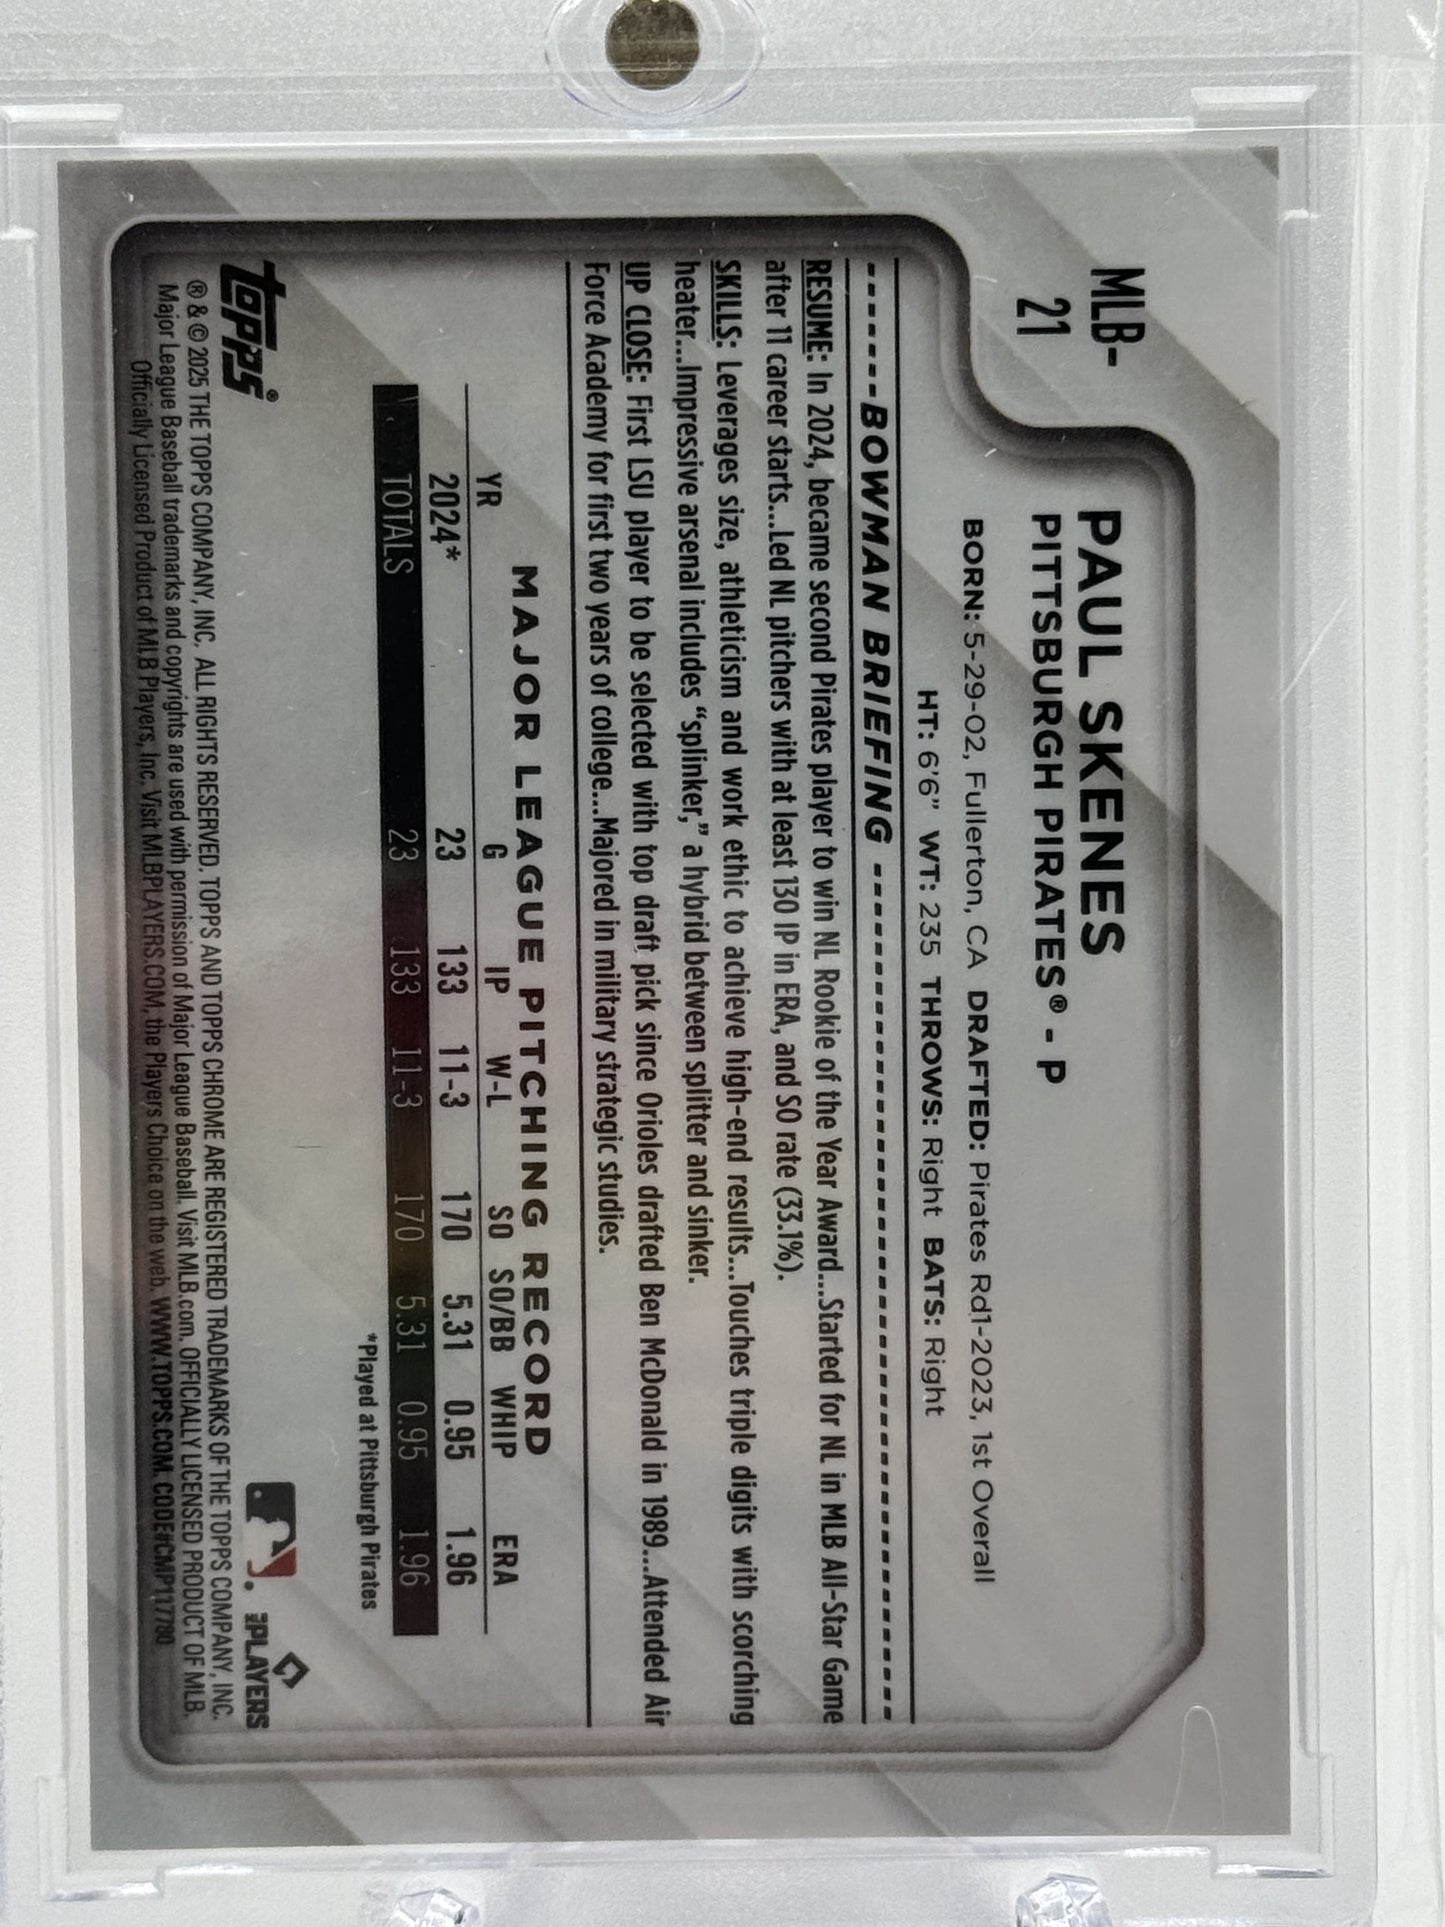 MLB-
21
PAUL SKENES
PITTSBURGH PIRATES® - P
BORN: 5-29-02, Fullerton, CA DRAFTED: Pirates Rd1-2023, 1st Overall
HT: 6'6" WT: 235 THROWS: Right BATS: Right
BOWMAN BRIEFING
RESUME: In 2024, became second Pirates player to win NL Rookie of the Year Award...Started for NL in MLB All-Star Game
after 11 career starts...Led NL pitchers with at least 130 IP in ERA, and SO rate (33.1%).
SKILLS: Leverages size, athleticism and work ethic to achieve high-end results...Touches triple digits with scorching
heater...Impressive arsenal includes "splinker," a hybrid between splitter and sinker.
UP CLOSE: First LSU player to be selected with top draft pick since Orioles drafted Ben McDonald in 1989...Attended Air
Force Academy for first two years of college...Majored in military strategic studies.
MAJOR LEAGUE PITCHING RECORD
YR G IP W-L SO SO/BB WHIP ERA
2024* 23 133 11-3 170 5.31 0.95 1.96
TOTALS 23 133 11-3 170 5.31 0.95 1.96
*Played at Pittsburgh Pirates
topps®
PLAYERS
® & © 2025 THE TOPPS COMPANY, INC. ALL RIGHTS RESERVED. TOPPS AND TOPPS CHROME ARE REGISTERED TRADEMARKS OF THE TOPPS COMPANY, INC.
Major League Baseball trademarks and copyrights are used with permission of Major League Baseball. Visit MLB.com. OFFICIALLY LICENSED PRODUCT OF MLB.
Officially Licensed Product of MLB Players, Inc. Visit MLBPLAYERS.COM, the Players Choice on the web. WWW.TOPPS.COM. CODE#CMP117780